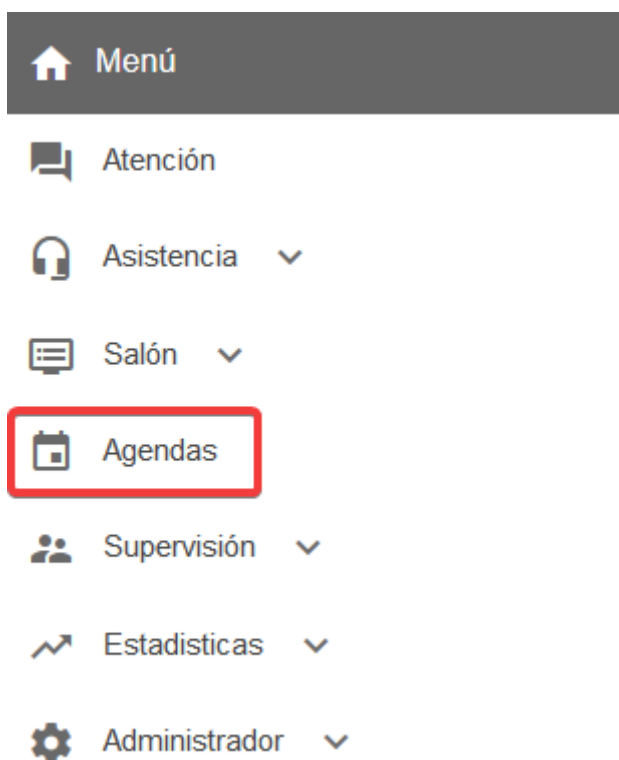 Menú
Atención
Asistencia
Salón
Agendas
Supervisión
Estadisticas
Administrador